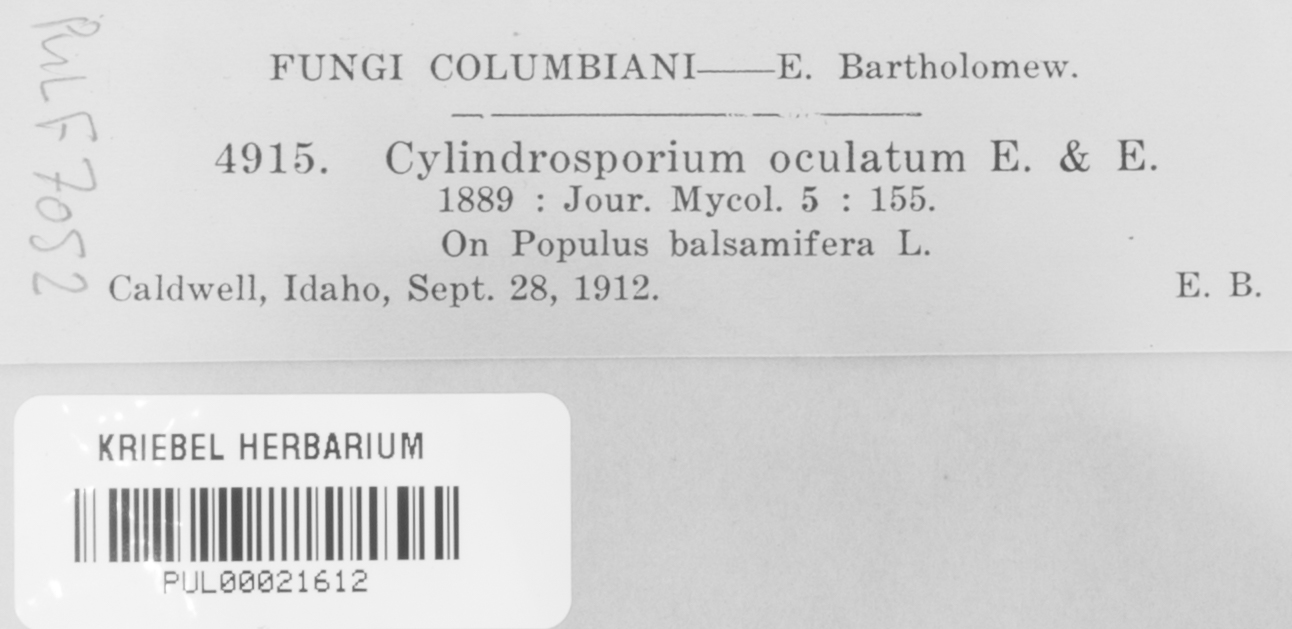 PUL F 7052
FUNGI COLUMBIANI——E. Bartholomew.
4915. Cylindrosporium oculatum E. & E.
1889 : Jour. Mycol. 5 : 155.
On Populus balsamifera L.
Caldwell, Idaho, Sept. 28, 1912. E. B.
KRIEBEL HERBARIUM
PUL00021612